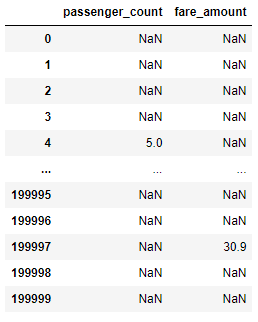 passenger_count fare_amount
0 NaN NaN
1 NaN NaN
2 NaN NaN
3 NaN NaN
4 5.0 NaN
... ... ...
199995 NaN NaN
199996 NaN NaN
199997 NaN 30.9
199998 NaN NaN
199999 NaN NaN